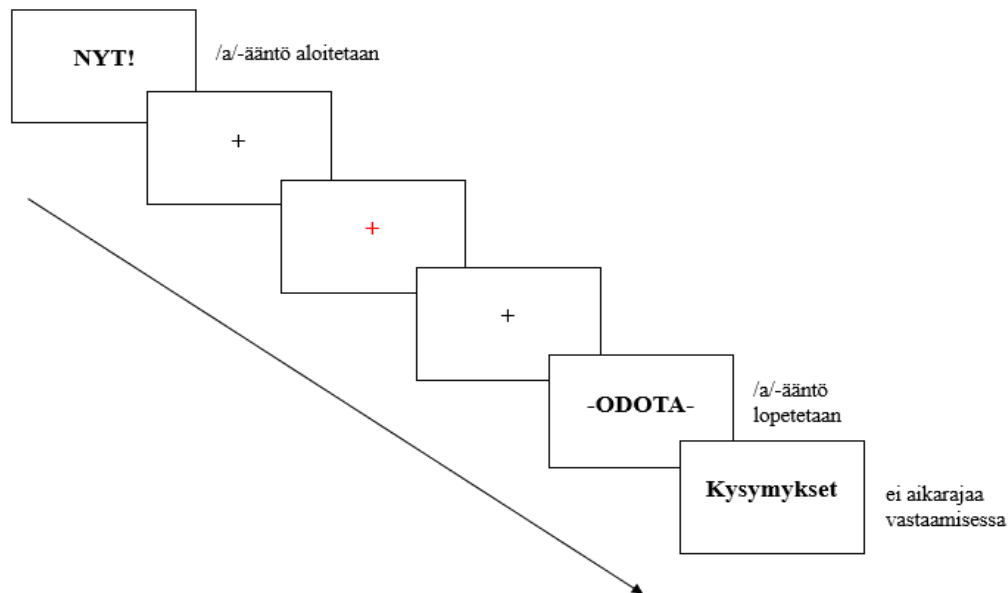 NYT!
/a/-ääntö aloitetaan
+
+
+
-ODOTA-
/a/-ääntö
lopetetaan
Kysymykset
ei aikarajaa
vastaamisessa